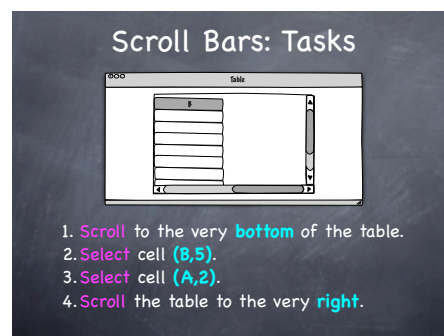 Scroll Bars: Tasks
Table
B
1. Scroll to the very bottom of the table.
2. Select cell (B,5).
3. Select cell (A,2).
4. Scroll the table to the very right.